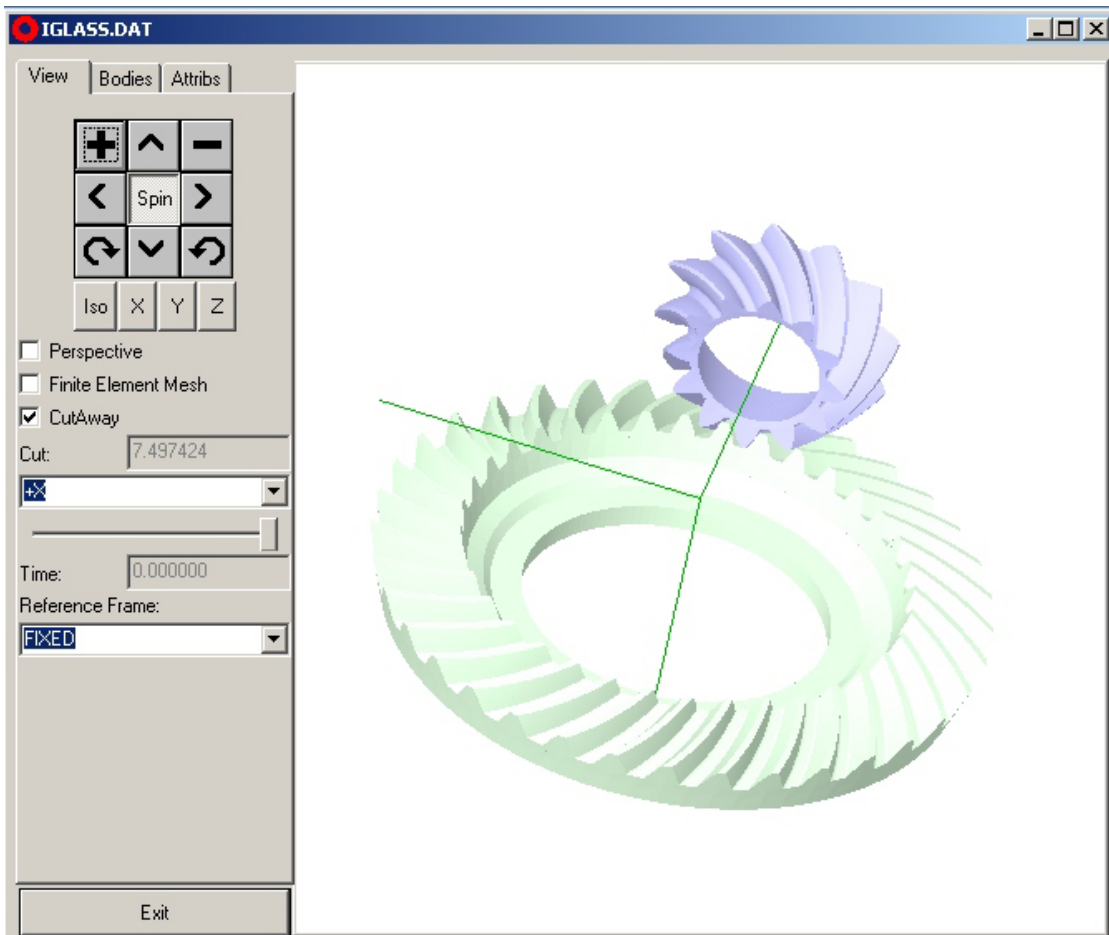 IGLASS.DAT
View Bodies Attribs
Spin
Iso X Y Z
Perspective
Finite Element Mesh
CutAway
Cut: 7.497424
+X
Time: 0.000000
Reference Frame:
FIXED
Exit